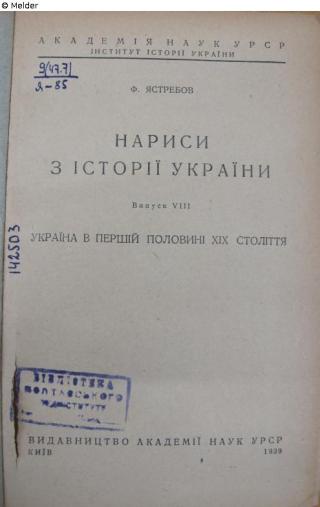 © Melder
АКАДЕМІЯ НАУК УРСР
ІНСТИТУТ ІСТОРІЇ УКРАЇНИ
9(47.71)
Я-85
Ф. ЯСТРЕБОВ
НАРИСИ
З ІСТОРІЇ УКРАЇНИ
Випуск VIII
УКРАЇНА В ПЕРШІЙ ПОЛОВИНІ XIX СТОЛІТТЯ
142503
БІБЛІОТЕКА
ПОЛТАВСЬКОГО
ВИДАВНИЦТВО АКАДЕМІЇ НАУК УРСР
КИЇВ 1939